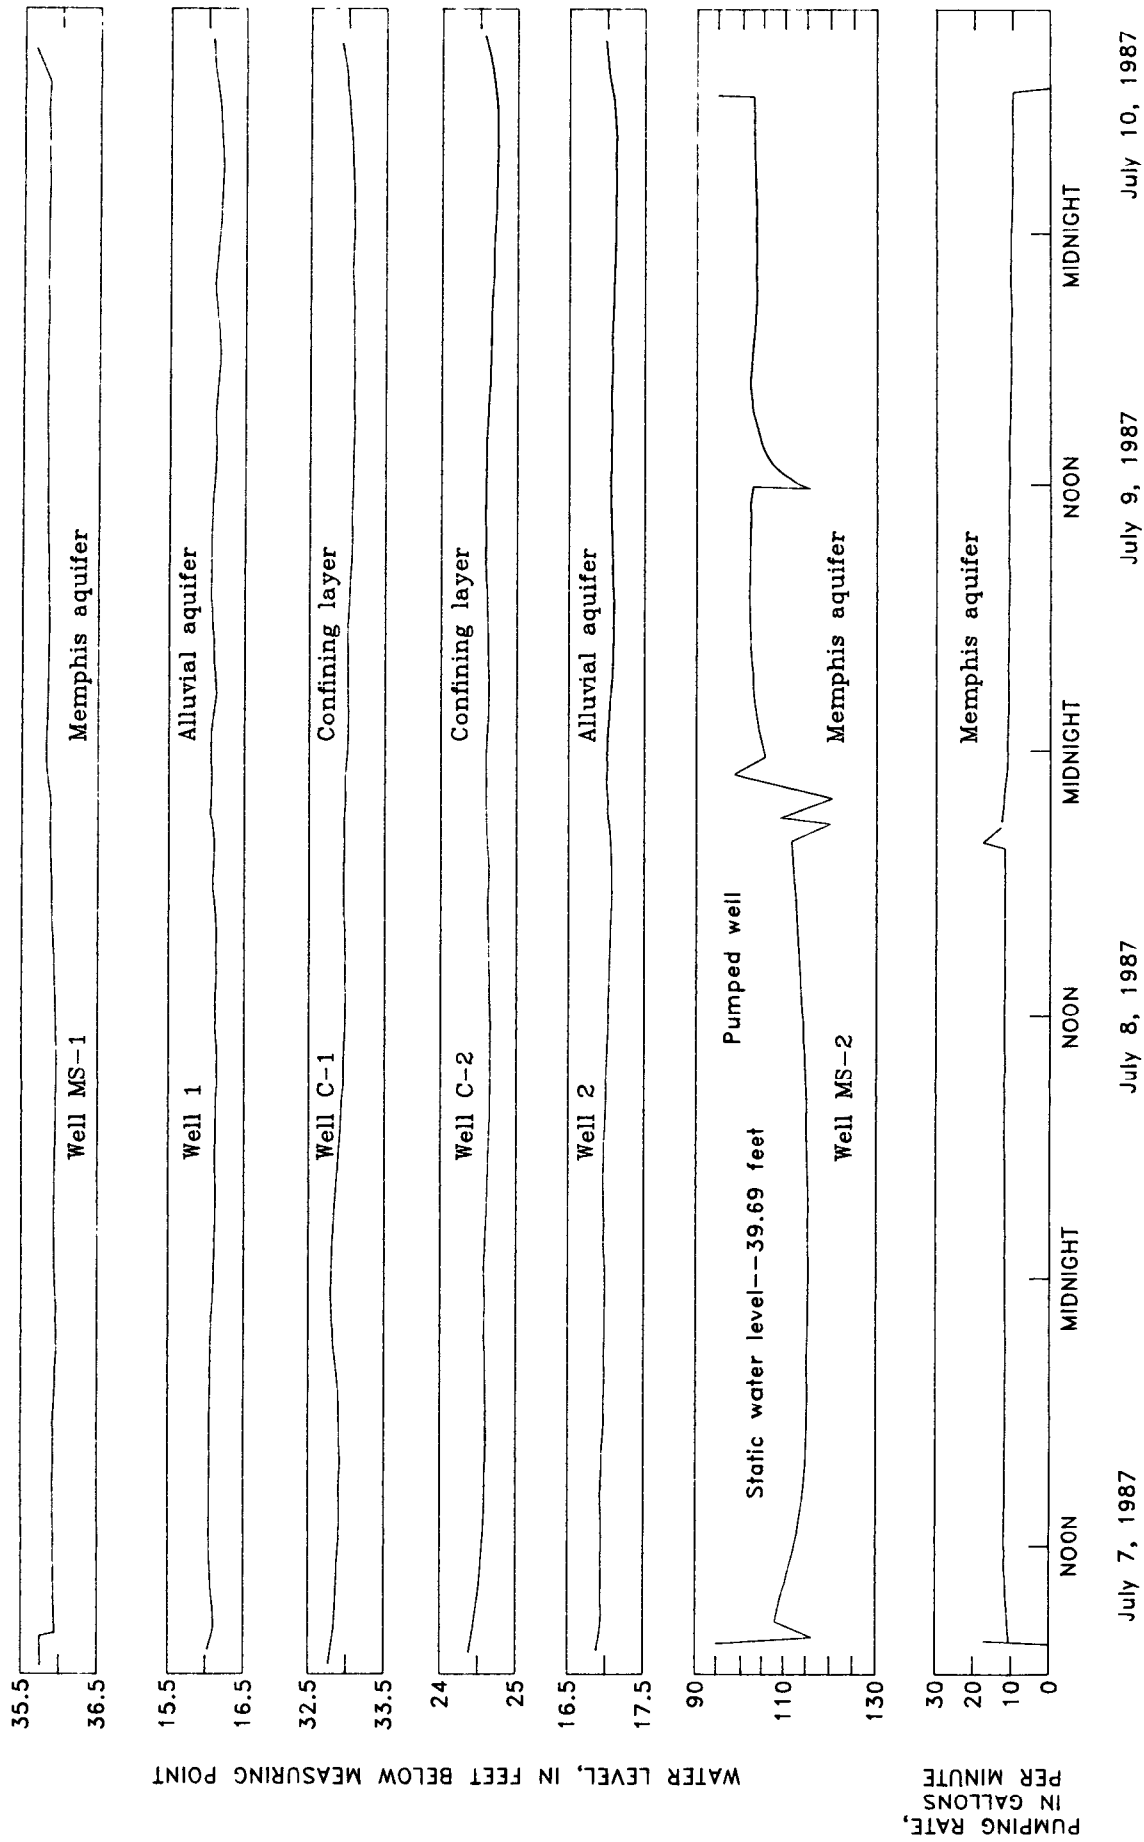 WATER LEVEL, IN FEET BELOW MEASURING POINT
35.5
36.5
Well MS-1
Memphis aquifer
15.5
16.5
Well 1
Alluvial aquifer
32.5
33.5
Well C-1
Confining layer
24
25
Well C-2
Confining layer
16.5
17.5
Well 2
Alluvial aquifer
90
110
130
Static water level--39.69 feet
Pumped well
Well MS-2
Memphis aquifer
PUMPING RATE,
IN GALLONS
PER MINUTE
30
20
10
0
Memphis aquifer
NOON
MIDNIGHT
NOON
MIDNIGHT
NOON
MIDNIGHT
July 7, 1987
July 8, 1987
July 9, 1987
July 10, 1987